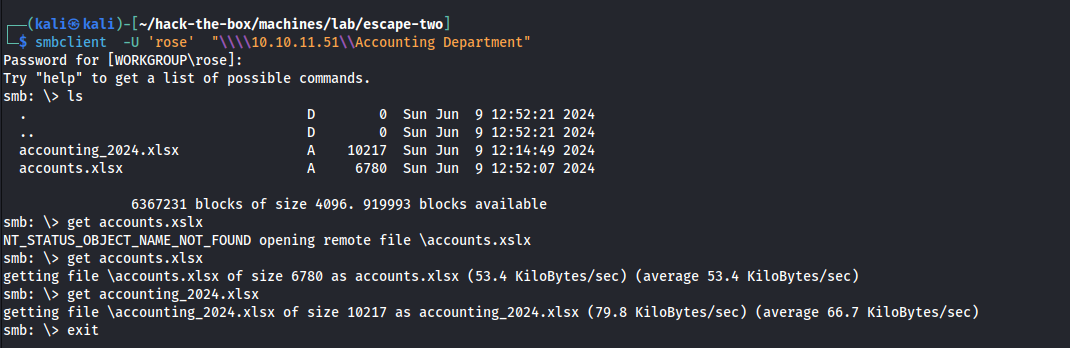 ┌──(kali㉿kali)-[~/hack-the-box/machines/lab/escape-two]
└─$ smbclient  -U 'rose'  "\\\\10.10.11.51\\Accounting Department"
Password for [WORKGROUP\rose]:
Try "help" to get a list of possible commands.
smb: \> ls
  .                                   D        0  Sun Jun  9 12:52:21 2024
  ..                                  D        0  Sun Jun  9 12:52:21 2024
  accounting_2024.xlsx                A    10217  Sun Jun  9 12:14:49 2024
  accounts.xlsx                       A     6780  Sun Jun  9 12:52:07 2024
                6367231 blocks of size 4096. 919993 blocks available
smb: \> get accounts.xslx
NT_STATUS_OBJECT_NAME_NOT_FOUND opening remote file \accounts.xslx
smb: \> get accounts.xlsx
getting file \accounts.xlsx of size 6780 as accounts.xlsx (53.4 KiloBytes/sec) (average 53.4 KiloBytes/sec)
smb: \> get accounting_2024.xlsx
getting file \accounting_2024.xlsx of size 10217 as accounting_2024.xlsx (79.8 KiloBytes/sec) (average 66.7 KiloBytes/sec)
smb: \> exit